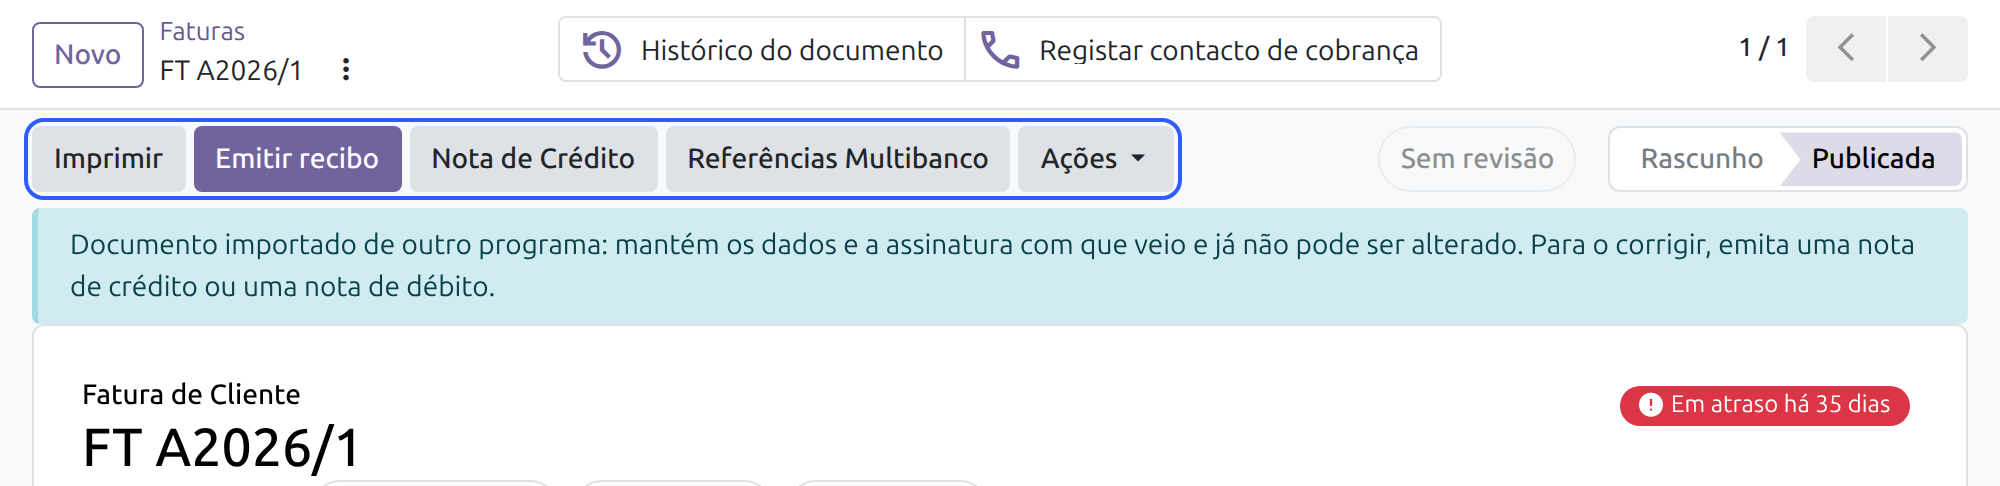 Novo
Faturas
FT A2026/1
Histórico do documento
Registar contacto de cobrança
1 / 1
Imprimir
Emitir recibo
Nota de Crédito
Referências Multibanco
Ações
Sem revisão
Rascunho
Publicada
Documento importado de outro programa: mantém os dados e a assinatura com que veio e já não pode ser alterado. Para o corrigir, emita uma nota
de crédito ou uma nota de débito.
Fatura de Cliente
Em atraso há 35 dias
FT A2026/1